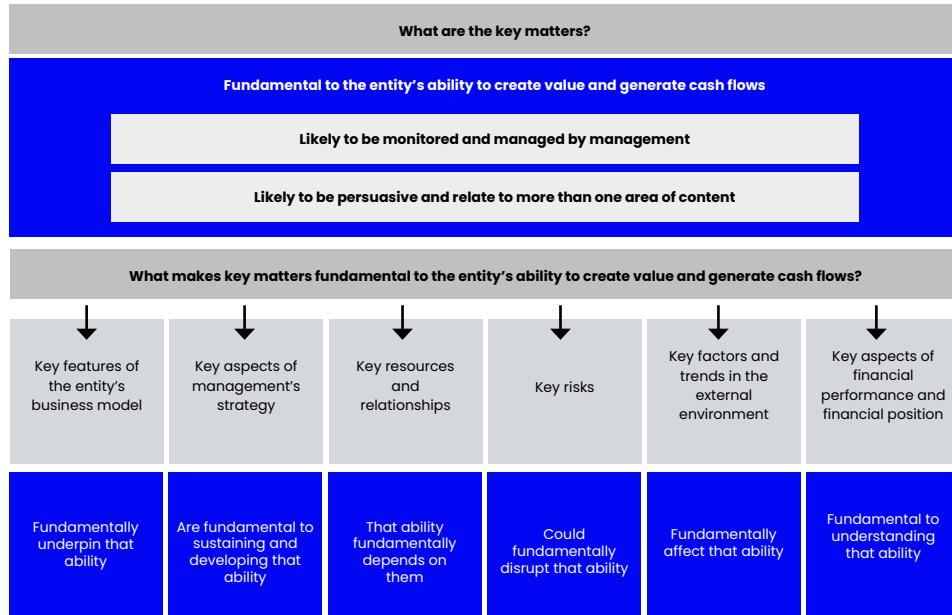 What are the key matters?
Fundamental to the entity's ability to create value and generate cash flows
Likely to be monitored and managed by management
Likely to be persuasive and relate to more than one area of content
What makes key matters fundamental to the entity's ability to create value and generate cash flows?
Key features of
the entity's
business model
Key aspects of
management's
strategy
Key resources
and
relationships
Key risks
Key factors and
trends in the
external
environment
Key aspects of
financial
performance and
financial position
Fundamentally
underpin that
ability
Are fundamental to
sustaining and
developing that
ability
That ability
fundamentally
depends on
them
Could
fundamentally
disrupt that ability
Fundamentally
affect that ability
Fundamental to
understanding
that ability